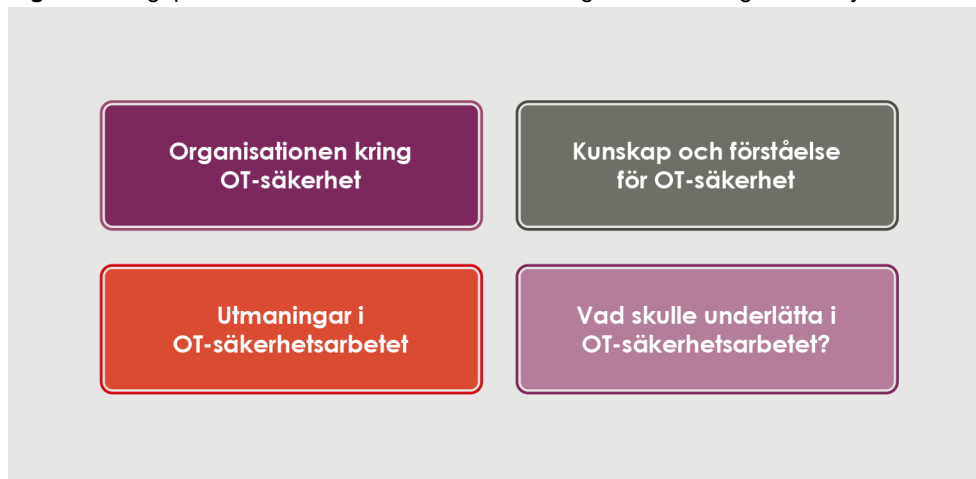 Organisationen kring
OT-säkerhet
Kunskap och förståelse
för OT-säkerhet
Utmaningar i
OT-säkerhetsarbetet
Vad skulle underlätta i
OT-säkerhetsarbetet?